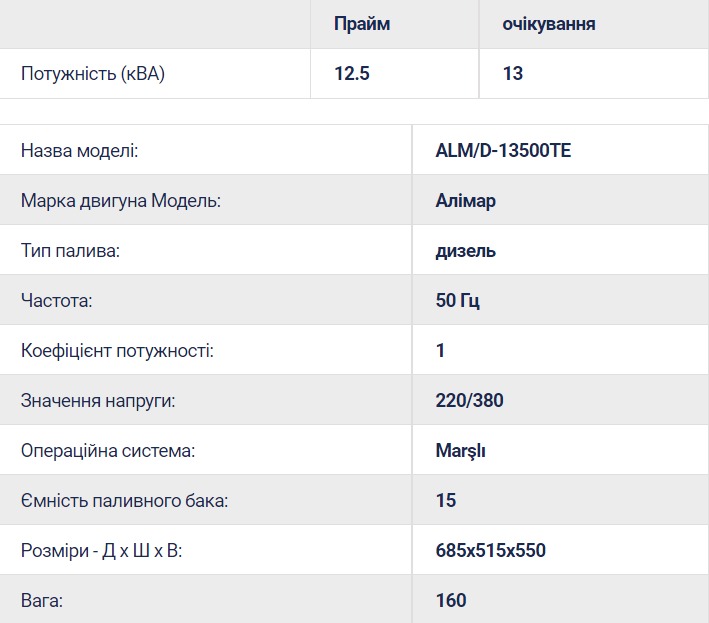 Прайм очікування
Потужність (кВА) 12.5 13
Назва моделі: ALM/D-13500TE
Марка двигуна Модель: Алімар
Тип палива: дизель
Частота: 50 Гц
Коефіцієнт потужності: 1
Значення напруги: 220/380
Операційна система: Marşlı
Ємність паливного бака: 15
Розміри - Д х Ш х В: 685x515x550
Вага: 160